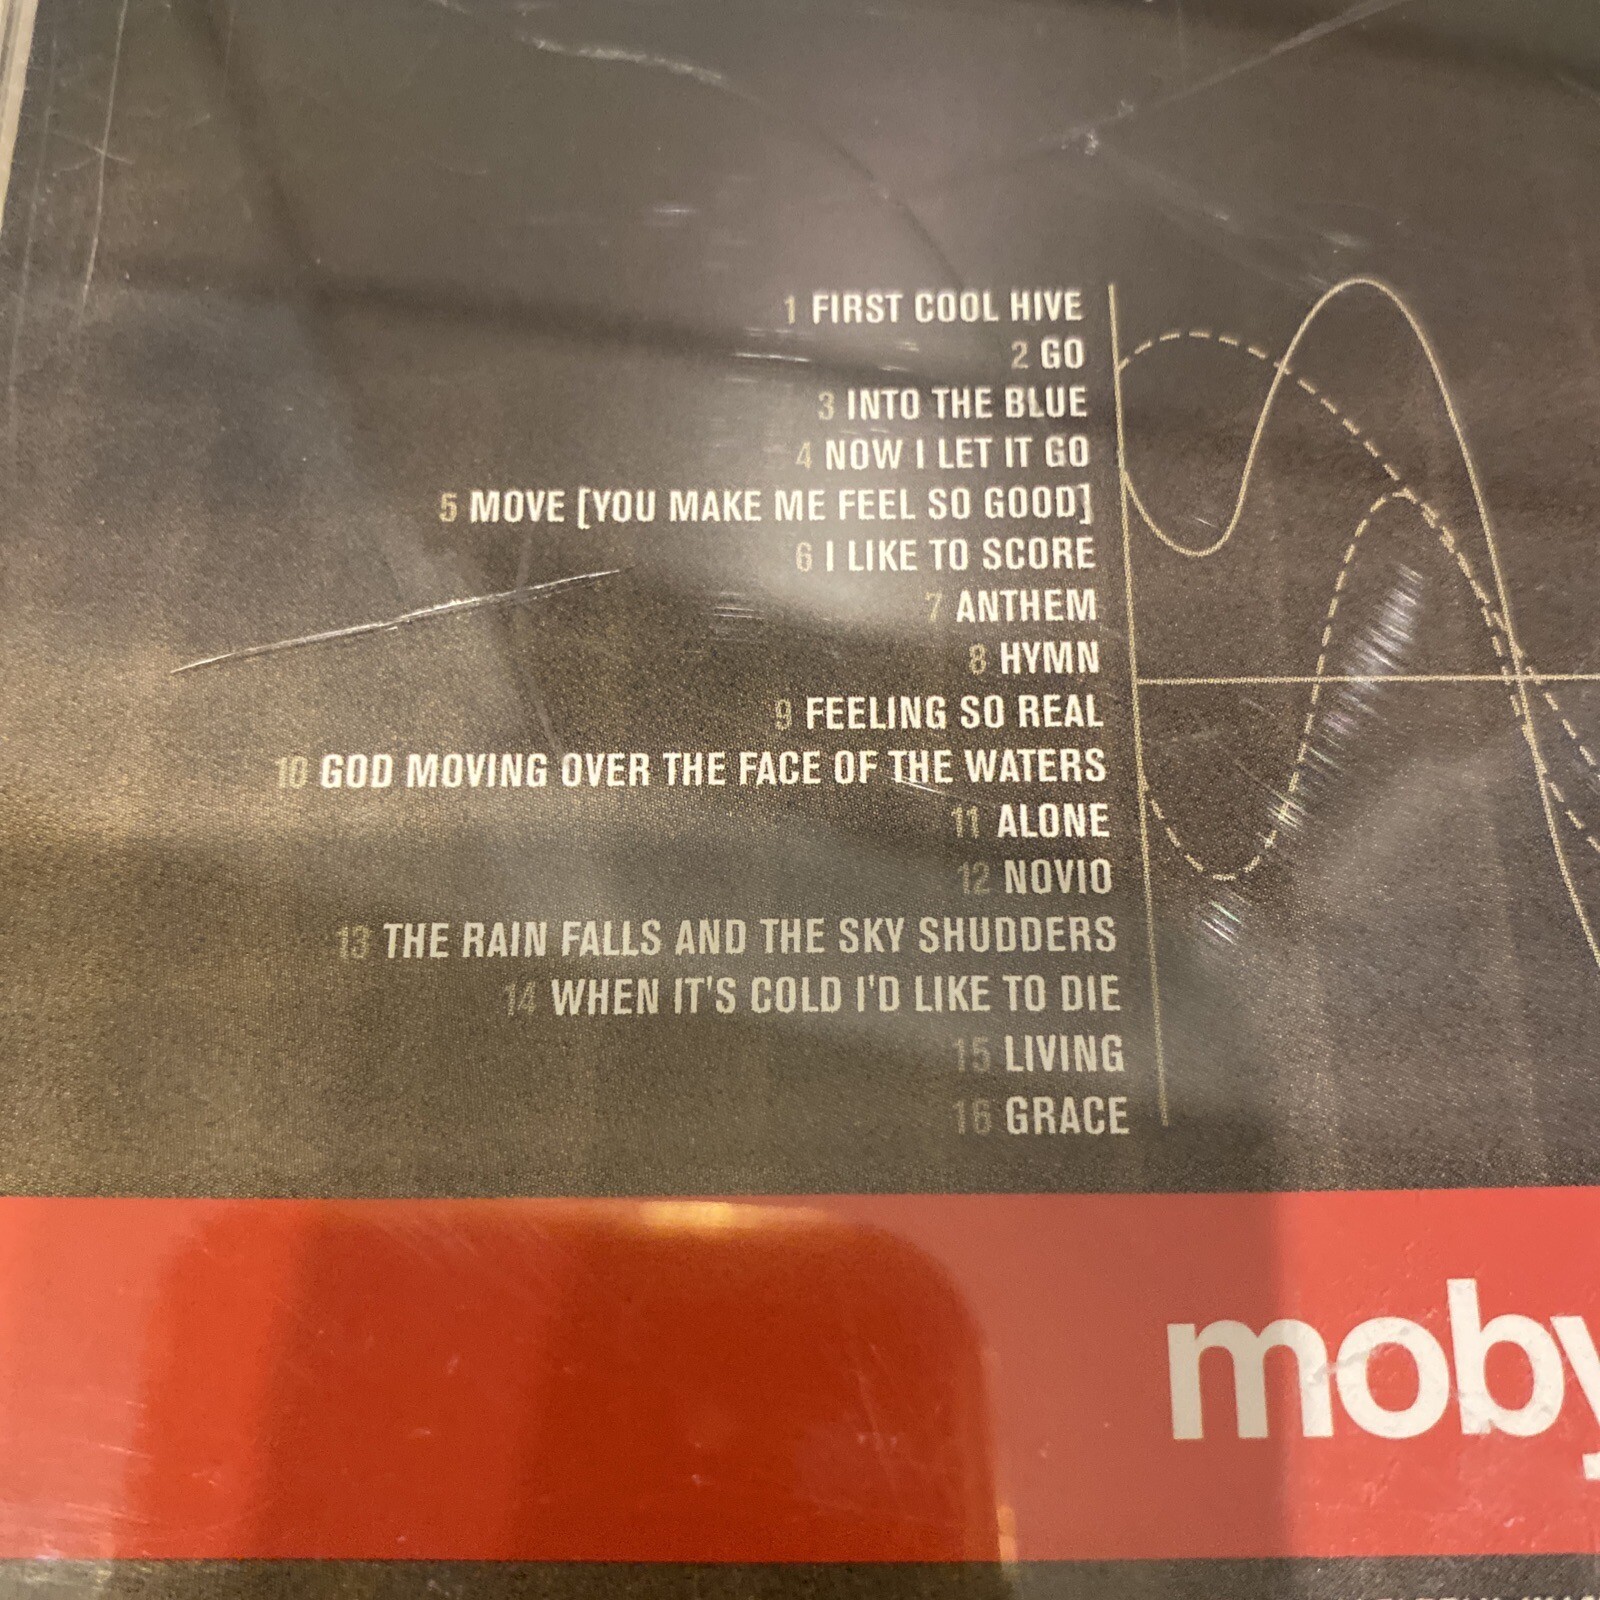 1 FIRST COOL HIVE
2 GO
3 INTO THE BLUE
4 NOW I LET IT GO
5 MOVE [YOU MAKE ME FEEL SO GOOD]
6 I LIKE TO SCORE
7 ANTHEM
8 HYMN
9 FEELING SO REAL
10 GOD MOVING OVER THE FACE OF THE WATERS
11 ALONE
12 NOVIO
13 THE RAIN FALLS AND THE SKY SHUDDERS
14 WHEN IT'S COLD I'D LIKE TO DIE
15 LIVING
16 GRACE
moby